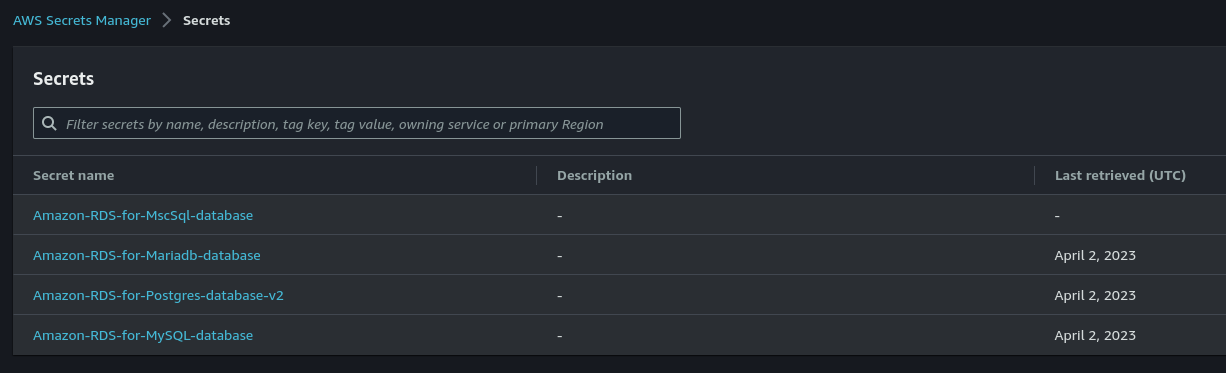 AWS Secrets Manager > Secrets
Secrets
Filter secrets by name, description, tag key, tag value, owning service or primary Region
Secret name Description Last retrieved (UTC)
Amazon-RDS-for-MscSql-database - -
Amazon-RDS-for-Mariadb-database - April 2, 2023
Amazon-RDS-for-Postgres-database-v2 - April 2, 2023
Amazon-RDS-for-MySQL-database - April 2, 2023